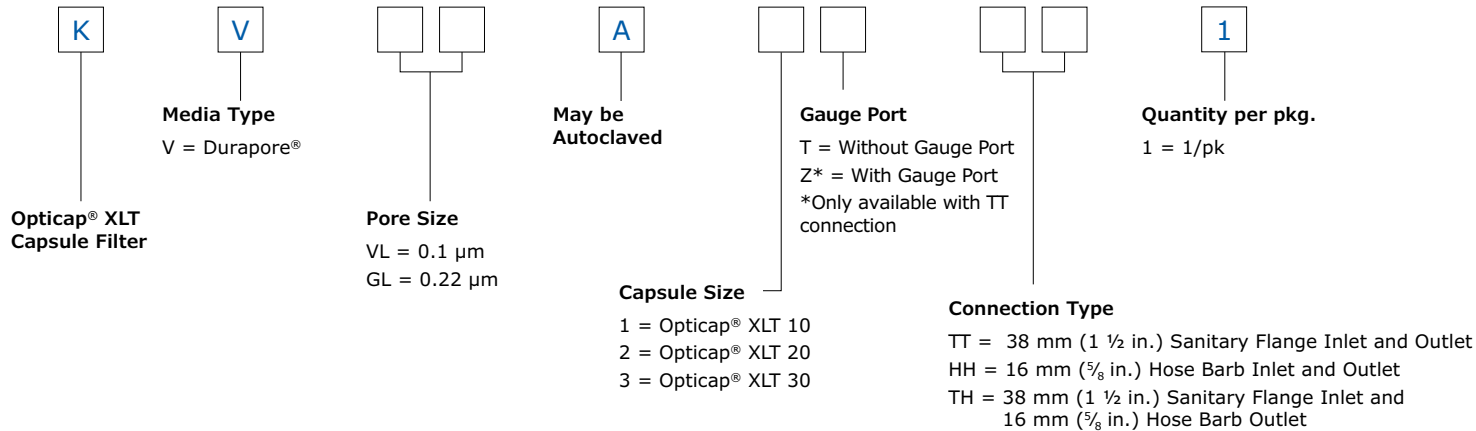 K V A 1
Media Type
V = Durapore®
May be
Autoclaved
Gauge Port
T = Without Gauge Port
Z* = With Gauge Port
*Only available with TT
connection
Quantity per pkg.
1 = 1/pk
Opticap® XLT
Capsule Filter
Pore Size
VL = 0.1 µm
GL = 0.22 µm
Capsule Size
1 = Opticap® XLT 10
2 = Opticap® XLT 20
3 = Opticap® XLT 30
Connection Type
TT = 38 mm (1 ½ in.) Sanitary Flange Inlet and Outlet
HH = 16 mm (⅝ in.) Hose Barb Inlet and Outlet
TH = 38 mm (1 ½ in.) Sanitary Flange Inlet and
16 mm (⅝ in.) Hose Barb Outlet